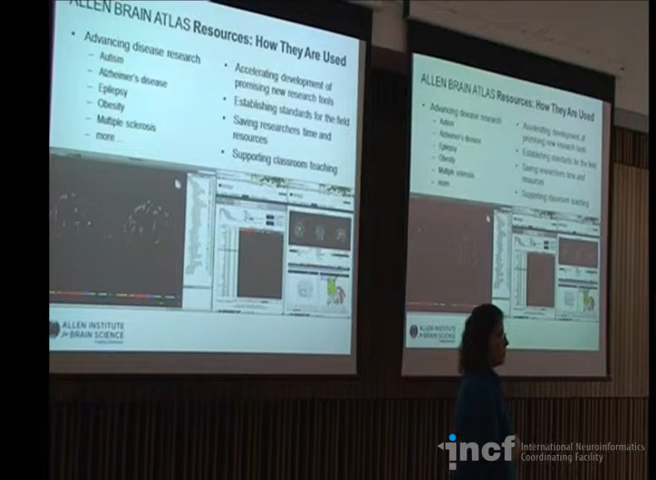 ALLEN BRAIN ATLAS Resources: How They Are Used
• Advancing disease research
– Autism
– Alzheimer's disease
– Epilepsy
– Obesity
– Multiple sclerosis
– more ...
• Accelerating development of
promising new research tools
• Establishing standards for the field
• Saving researchers time and
resources
• Supporting classroom teaching
ALLEN INSTITUTE
for BRAIN SCIENCE
ALLEN BRAIN ATLAS Resources: How They Are Used
• Advancing disease research
– Autism
– Alzheimer's disease
– Epilepsy
– Obesity
– Multiple sclerosis
– more
• Accelerating development of
promising new research tools
• Establishing standards for the field
• Saving researchers time and
resources
• Supporting classroom teaching
ALLEN INSTITUTE
for BRAIN SCIENCE
incf International Neuroinformatics
Coordinating Facility